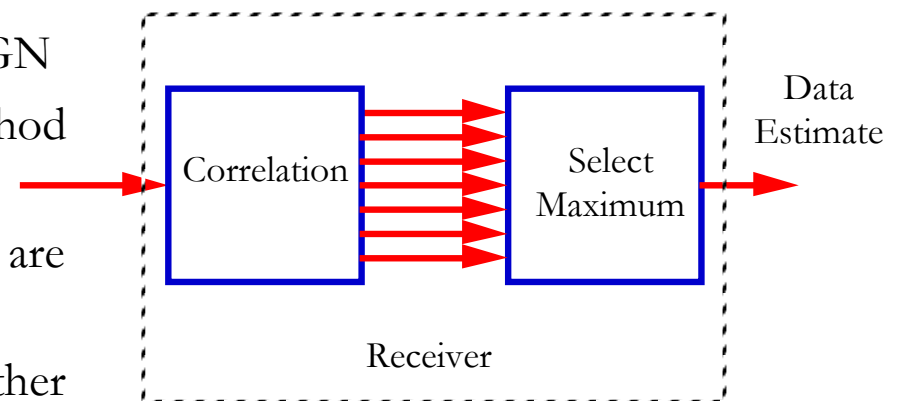 GN
hod
are
ther
Correlation
Select
Maximum
Data
Estimate
Receiver